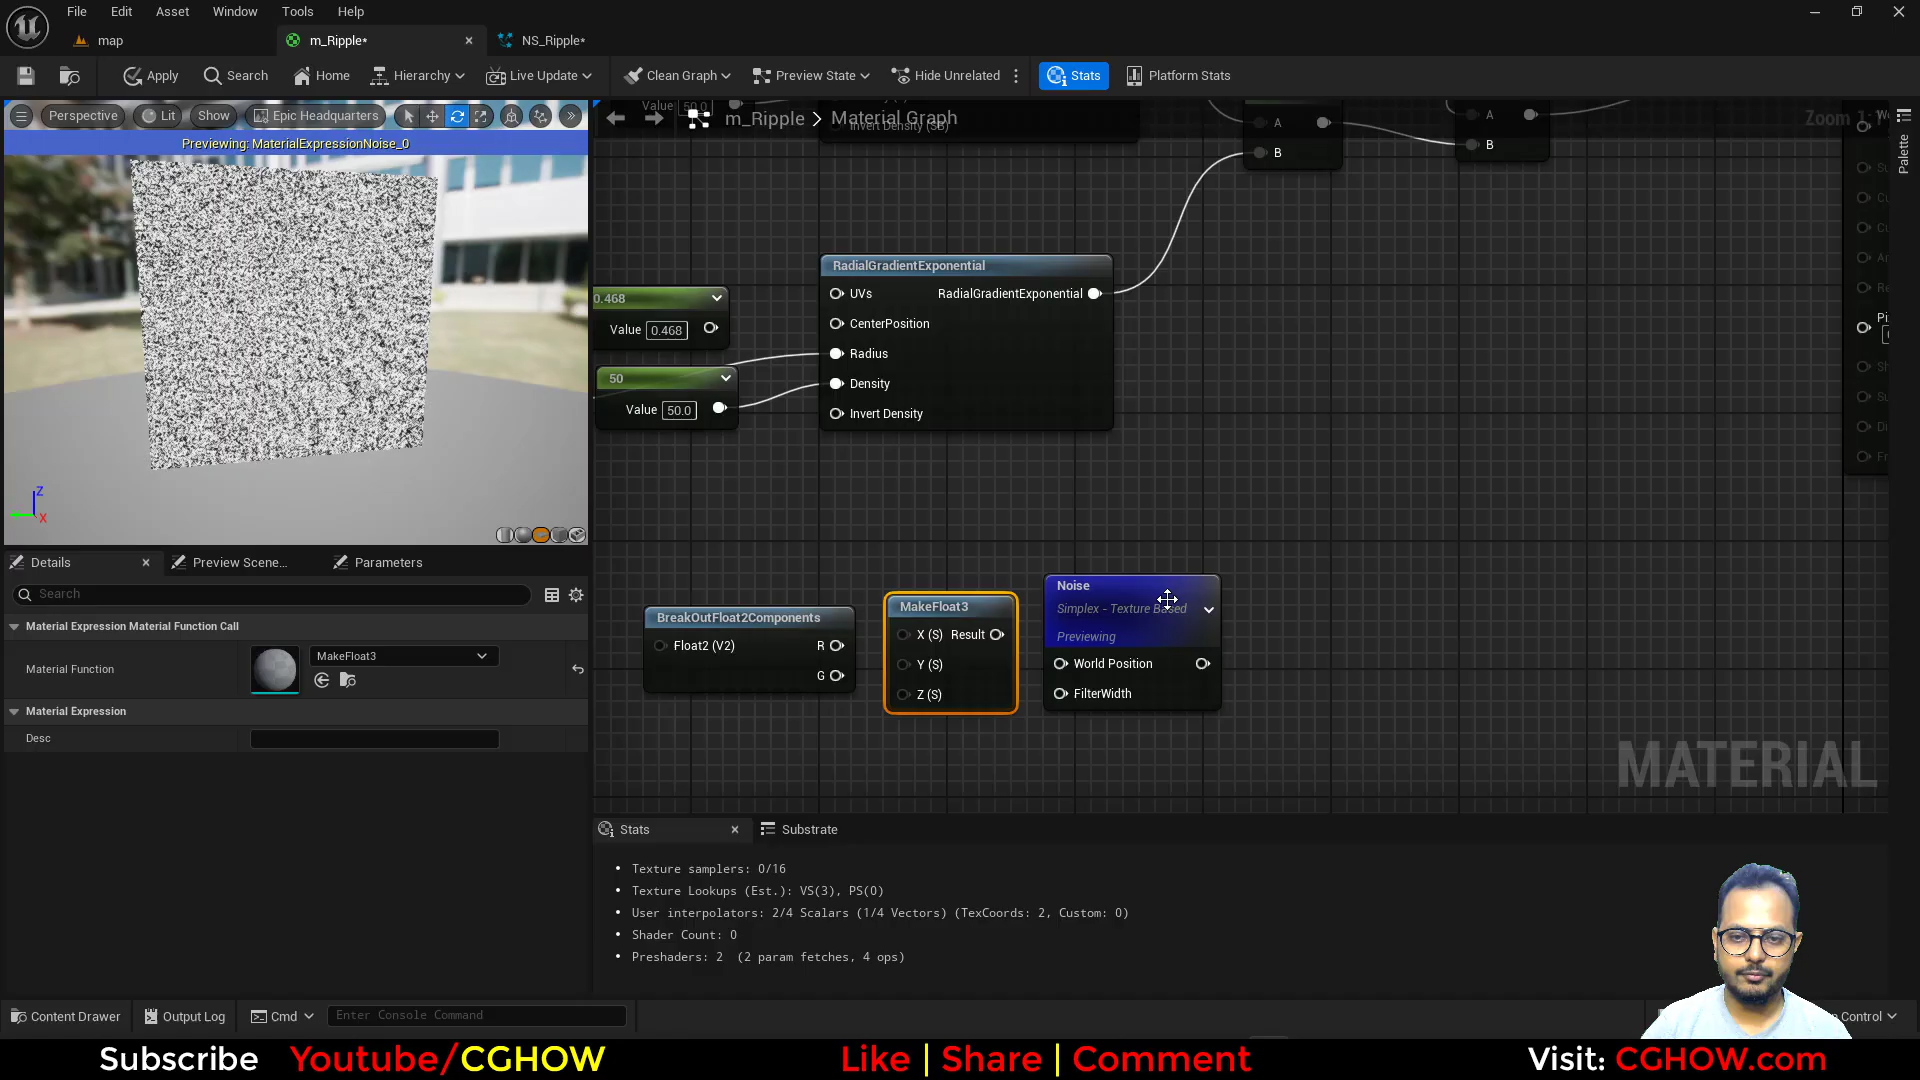 File Edit Asset Window Tools Help
map m_Ripple* NS_Ripple*
Apply Search Home Hierarchy Live Update Clean Graph Preview State Hide Unrelated Stats Platform Stats
Perspective Lit Show Epic Headquarters
Previewing: MaterialExpressionNoise_0
Z
X
Value 50.0
m_Ripple > Material Graph
Invert Density (SB)
A
B
A
B
Palette
RadialGradientExponential
UVs RadialGradientExponential
CenterPosition
Radius
Density
Invert Density
0.468
Value 0.468
50
Value 50.0
BreakOutFloat2Components
Float2 (V2) R
G
MakeFloat3
X (S) Result
Y (S)
Z (S)
Noise
Simplex - Texture Based
Previewing
World Position
FilterWidth
MATERIAL
Details Preview Scene... Parameters
Search
Material Expression Material Function Call
Material Function MakeFloat3
Material Expression
Desc
Stats Substrate
• Texture samplers: 0/16
• Texture Lookups (Est.): VS(3), PS(0)
• User interpolators: 2/4 Scalars (1/4 Vectors) (TexCoords: 2, Custom: 0)
• Shader Count: 0
• Preshaders: 2 (2 param fetches, 4 ops)
Content Drawer Output Log Cmd Enter Console Command Control
Subscribe Youtube/CGHOW Like | Share | Comment Visit: CGHOW.com